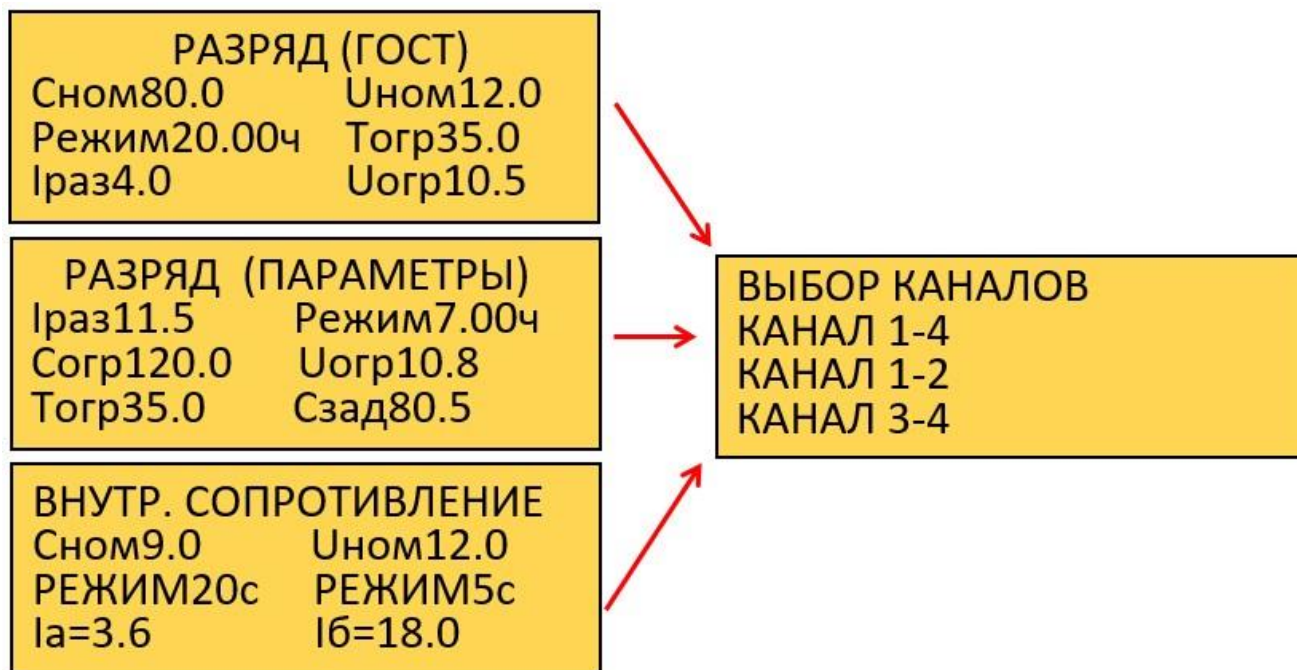 РАЗРЯД (ГОСТ)
Сном80.0 Uном12.0
Режим20.00ч Тогр35.0
Iраз4.0 Uогр10.5
РАЗРЯД (ПАРАМЕТРЫ)
Iраз11.5 Режим7.00ч
Согр120.0 Uогр10.8
Тогр35.0 Сзад80.5
ВНУТР. СОПРОТИВЛЕНИЕ
Сном9.0 Uном12.0
РЕЖИМ20с РЕЖИМ5с
Iа=3.6 Iб=18.0
ВЫБОР КАНАЛОВ
КАНАЛ 1-4
КАНАЛ 1-2
КАНАЛ 3-4